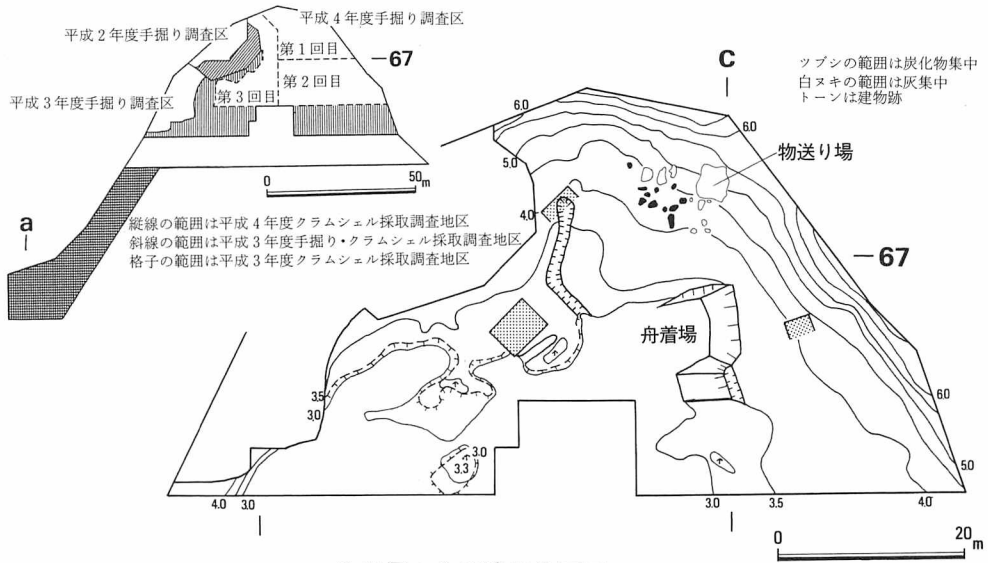 平成4年度手掘り調査区
平成2年度手掘り調査区
第1回目
67
第2回目
平成3年度手掘り調査区
第3回目
0 50m
a
縦線の範囲は平成4年度クラムシェル採取調査地区
斜線の範囲は平成3年度手掘り・クラムシェル採取調査地区
格子の範囲は平成3年度クラムシェル採取調査地区
C
ツブシの範囲は炭化物集中
白ヌキの範囲は灰集中
トーンは建物跡
6.0
6.0
5.0
物送り場
4.0
67
舟着場
3.5
3.0
6.0
3.0
3.3
5.0
4.0 3.0
3.0 3.5 4.0
0 20
m